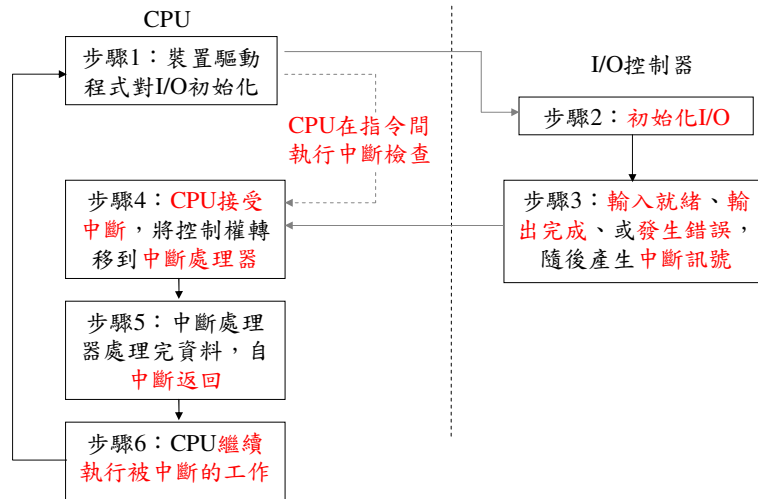 CPU
步驟1：裝置驅動
程式對I/O初始化
I/O控制器
CPU在指令間
執行中斷檢查
步驟2：初始化I/O
步驟3：輸入就緒、輸
出完成、或發生錯誤，
隨後產生中斷訊號
步驟4：CPU接受
中斷，將控制權轉
移到中斷處理器
步驟5：中斷處理
器處理完資料，自
中斷返回
步驟6：CPU繼續
執行被中斷的工作